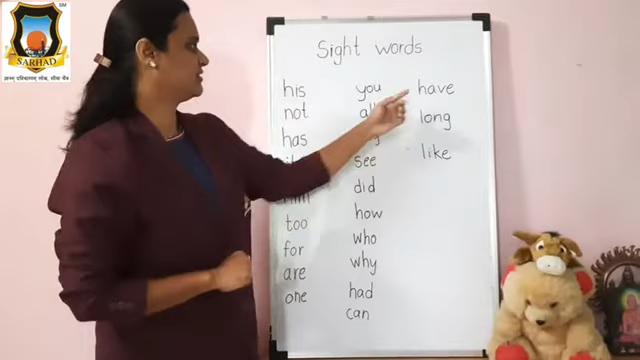 SARHAD
Sight words
his
not
has
too
for
are
one
you
see
did
how
who
why
had
can
have
long
like